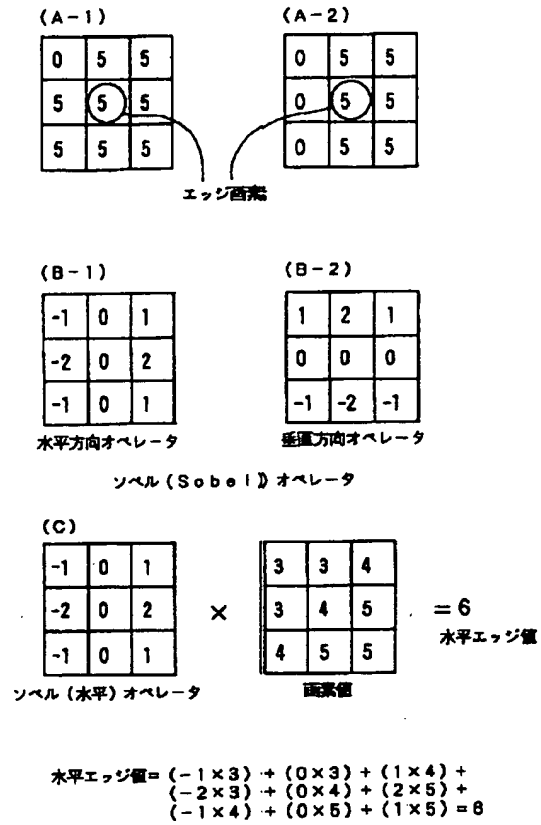 (A-1) (A-2)
0 5 5 0 5 5
5 5 5 0 5 5
5 5 5 0 5 5
エッジ画素
(B-1) (B-2)
-1 0 1 1 2 1
-2 0 2 0 0 0
-1 0 1 -1 -2 -1
水平方向オペレータ 垂直方向オペレータ
ソベル(Sobel))オペレータ
(C)
-1 0 1 3 3 4
-2 0 2 × 3 4 5 =6
-1 0 1 4 5 5 水平エッジ値
ソベル(水平)オペレータ 画素値
水平エッジ値=(-1×3)+(0×3)+(1×4)+
(-2×3)+(0×4)+(2×5)+
(-1×4)+(0×5)+(1×5)=6